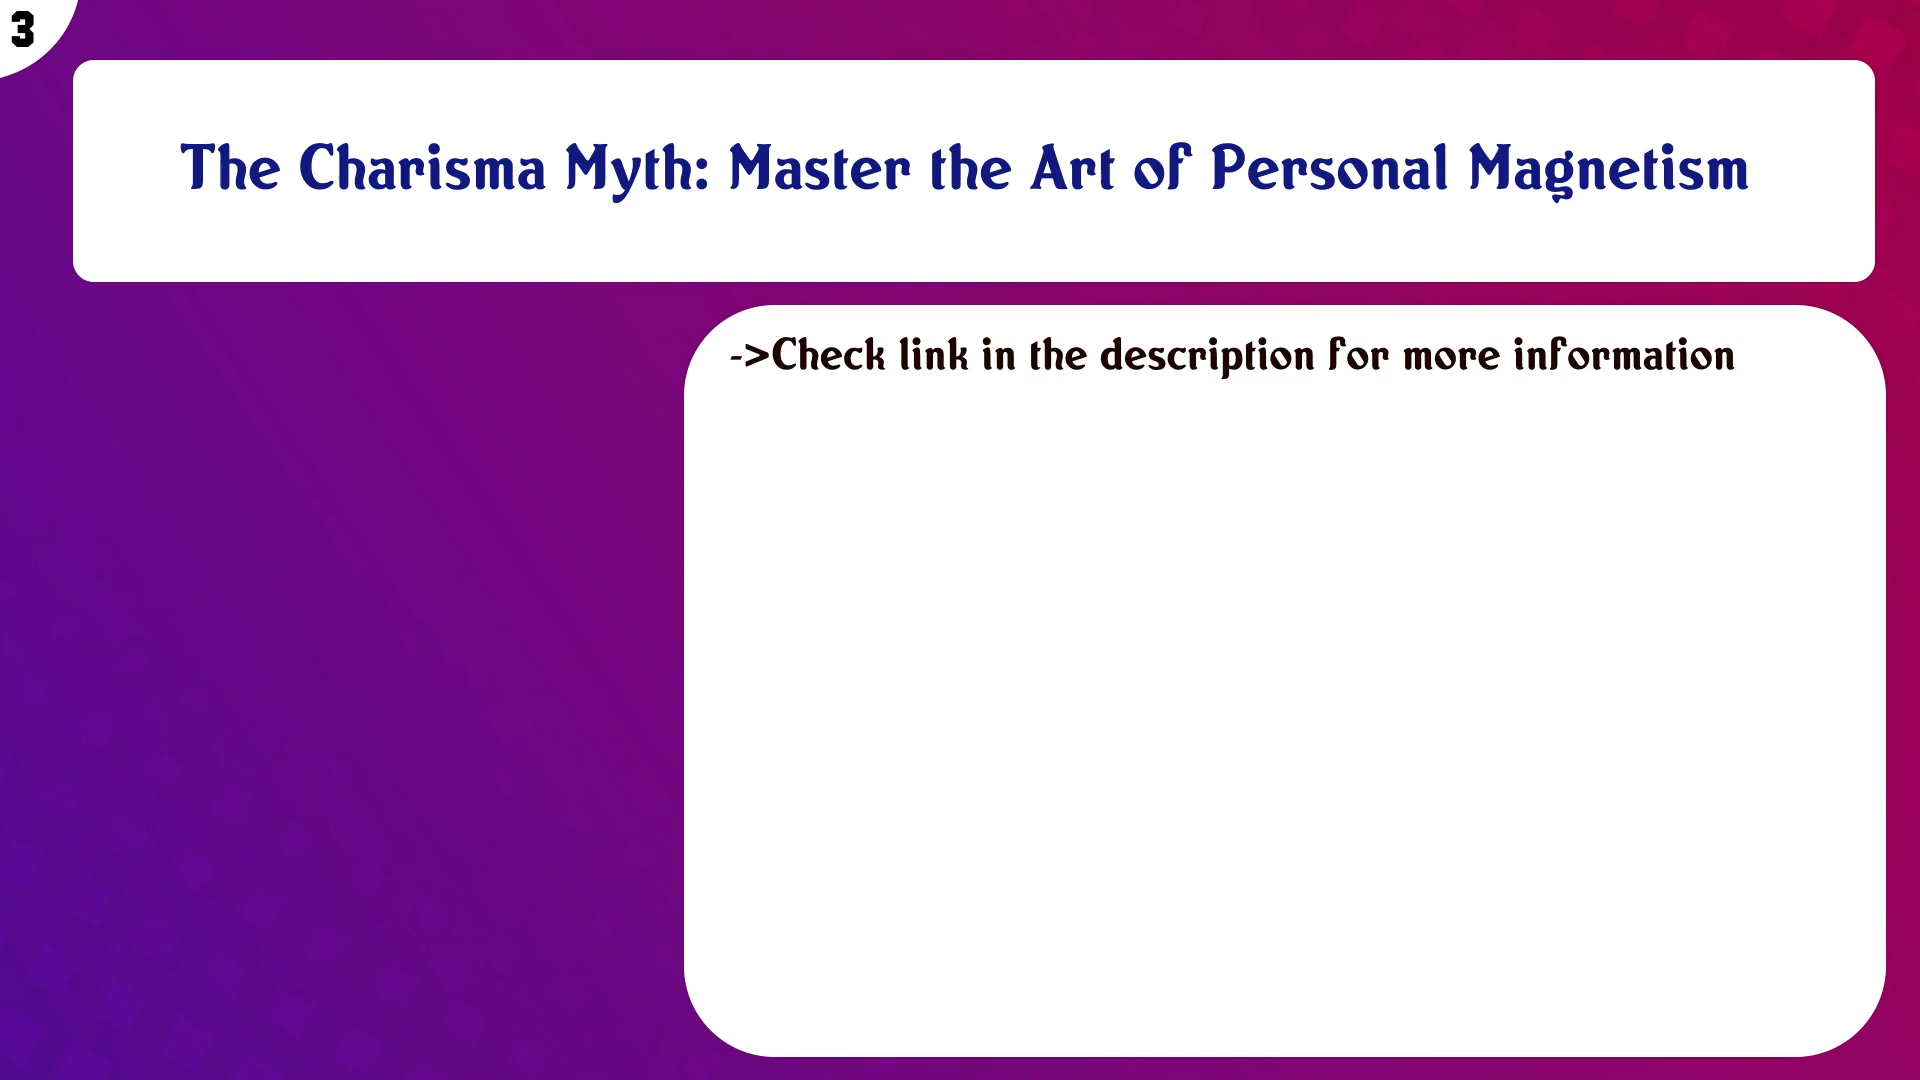 3
The Charisma Myth: Master the Art of Personal Magnetism
->Check link in the description for more information